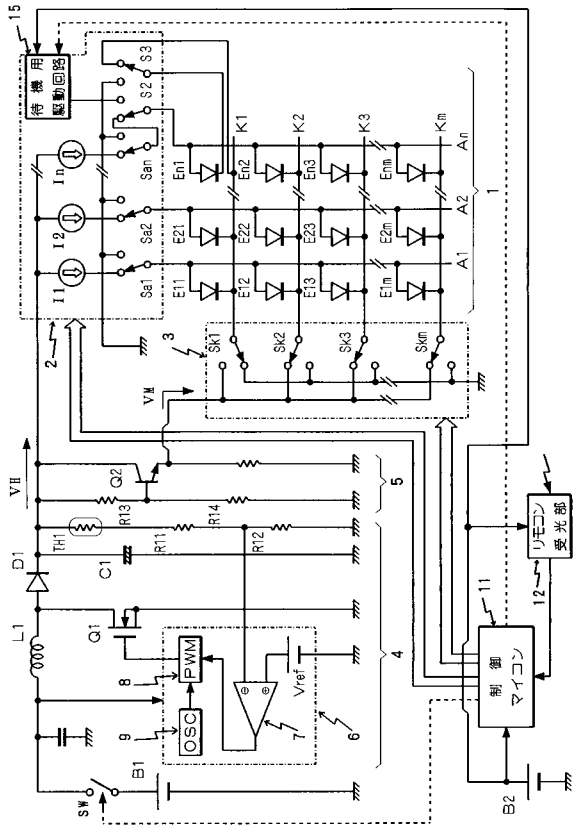 15
待機用
駆動回路
In
I2
I1
S3
S2
San
Sa2
Sa1
2
En1
En2
En3
Enm
E21
E22
E23
E2m
E11
E12
E13
E1m
K1
K2
K3
Km
An
A2
A1
1
3
Sk1
Sk2
Sk3
Skm
VM
VH
Q2
R13
R14
5
TH1
R11
R12
D1
C1
L1
Q1
PWM
8
OSC
9
Vref
7
6
4
SW
B1
リモコン
受光部
12
11
制御
マイコン
B2